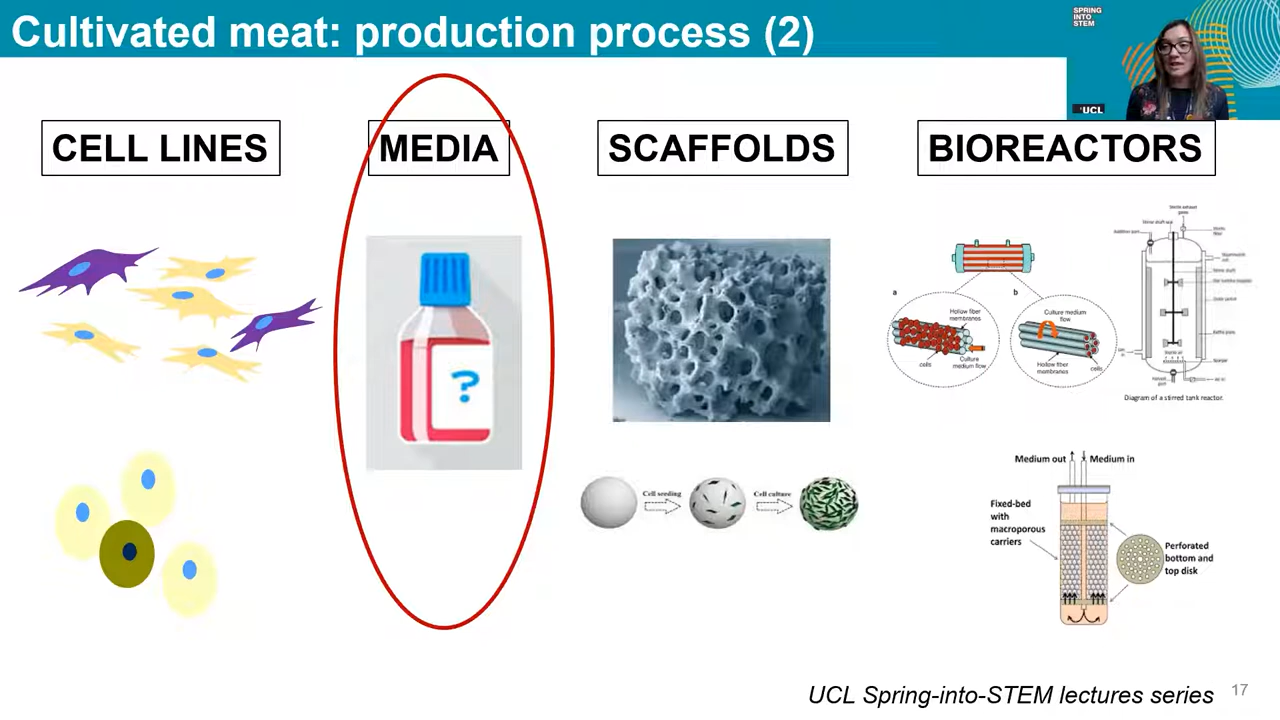 Cultivated meat: production process (2)
SPRING
INTO
STEM
UCL
CELL LINES
MEDIA
SCAFFOLDS
BIOREACTORS
?
Cell seeding
Cell culture
a
b
Hollow fiber
membranes
cells
Culture
medium flow
Culture medium
flow
Hollow fiber
membranes
cells
Sterile exhaust
gases
Diagram of a stirred tank reactor.
Medium out
Medium in
Fixed-bed
with
macroporous
carriers
Perforated
bottom and
top disk
UCL Spring-into-STEM lectures series
17